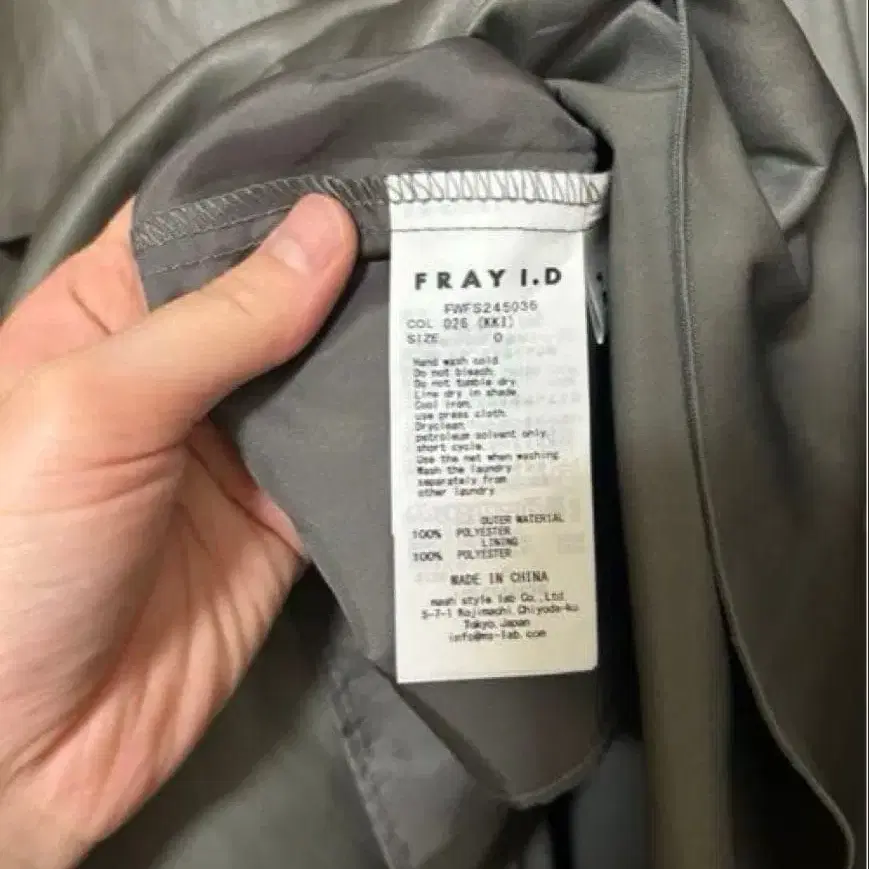 FRAY I.D
FWFS245036
COL 026 (KKI)
SIZE 0
Hand wash cold
Do not bleach.
Do not tumble dry
Line dry in shade
Cool iron.
use press cloth.
Dryclean
petroleum solvent only.
short cycle.
Use the net when washing
Wash the laundry
separately from
other laundry
OUTER MATERIAL
100% POLYESTER
LINING
100% POLYESTER
MADE IN CHINA
mash style lab Co.,Ltd
5-7-1 Kojimachi,Chiyoda-ku
Tokyo,Japan
info@ms-lab.com